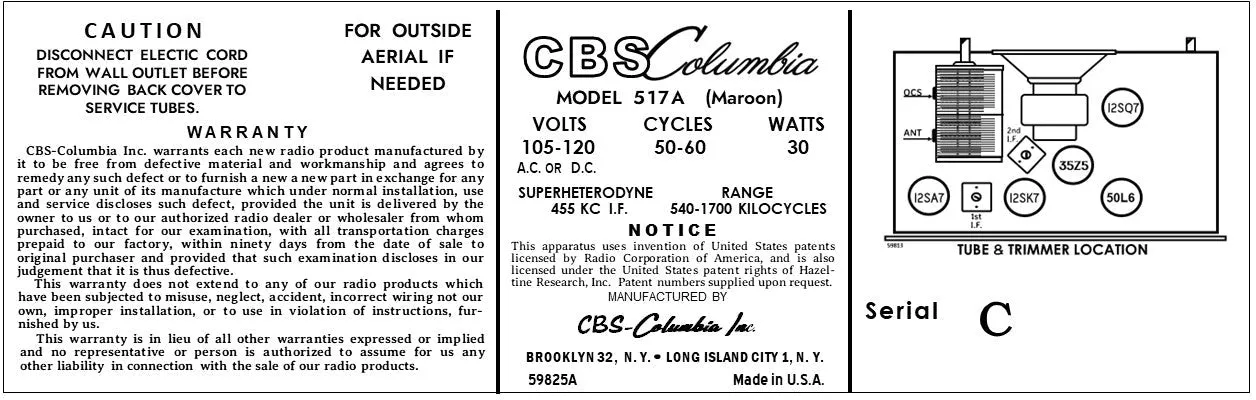 CAUTION
DISCONNECT ELECTIC CORD
FROM WALL OUTLET BEFORE
REMOVING BACK COVER TO
SERVICE TUBES.
FOR OUTSIDE
AERIAL IF
NEEDED
WARRANTY
CBS-Columbia Inc. warrants each new radio product manufactured by
it to be free from defective material and workmanship and agrees to
remedy any such defect or to furnish a new a new part in exchange for any
part or any unit of its manufacture which under normal installation, use
and service discloses such defect, provided the unit is delivered by the
owner to us or to our authorized radio dealer or wholesaler from whom
purchased, intact for our examination, with all transportation charges
prepaid to our factory, within ninety days from the date of sale to
original purchaser and provided that such examination discloses in our
judgement that it is thus defective.
This warranty does not extend to any of our radio products which
have been subjected to misuse, neglect, accident, incorrect wiring not our
own, improper installation, or to use in violation of instructions, fur-
nished by us.
This warranty is in lieu of all other warranties expressed or implied
and no representative or person is authorized to assume for us any
other liability in connection with the sale of our radio products.
CBS Columbia
MODEL 517A (Maroon)
VOLTS CYCLES WATTS
105-120 50-60 30
A.C. OR D.C.
SUPERHETERODYNE RANGE
455 KC I.F. 540-1700 KILOCYCLES
NOTICE
This apparatus uses invention of United States patents
licensed by Radio Corporation of America, and is also
licensed under the United States patent rights of Hazel-
tine Research, Inc. Patent numbers supplied upon request.
MANUFACTURED BY
CBS-Columbia Inc.
BROOKLYN 32, N.Y. • LONG ISLAND CITY 1, N.Y.
59825A Made in U.S.A.
OCS
12SQ7
ANT
2nd
I.F.
35Z5
12SA7
1st
I.F.
12SK7
50L6
59813
TUBE & TRIMMER LOCATION
Serial C